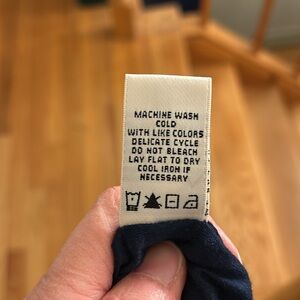 MACHINE WASH
COLD
WITH LIKE COLORS
DELICATE CYCLE
DO NOT BLEACH
LAY FLAT TO DRY
COOL IRON IF
NECESSARY